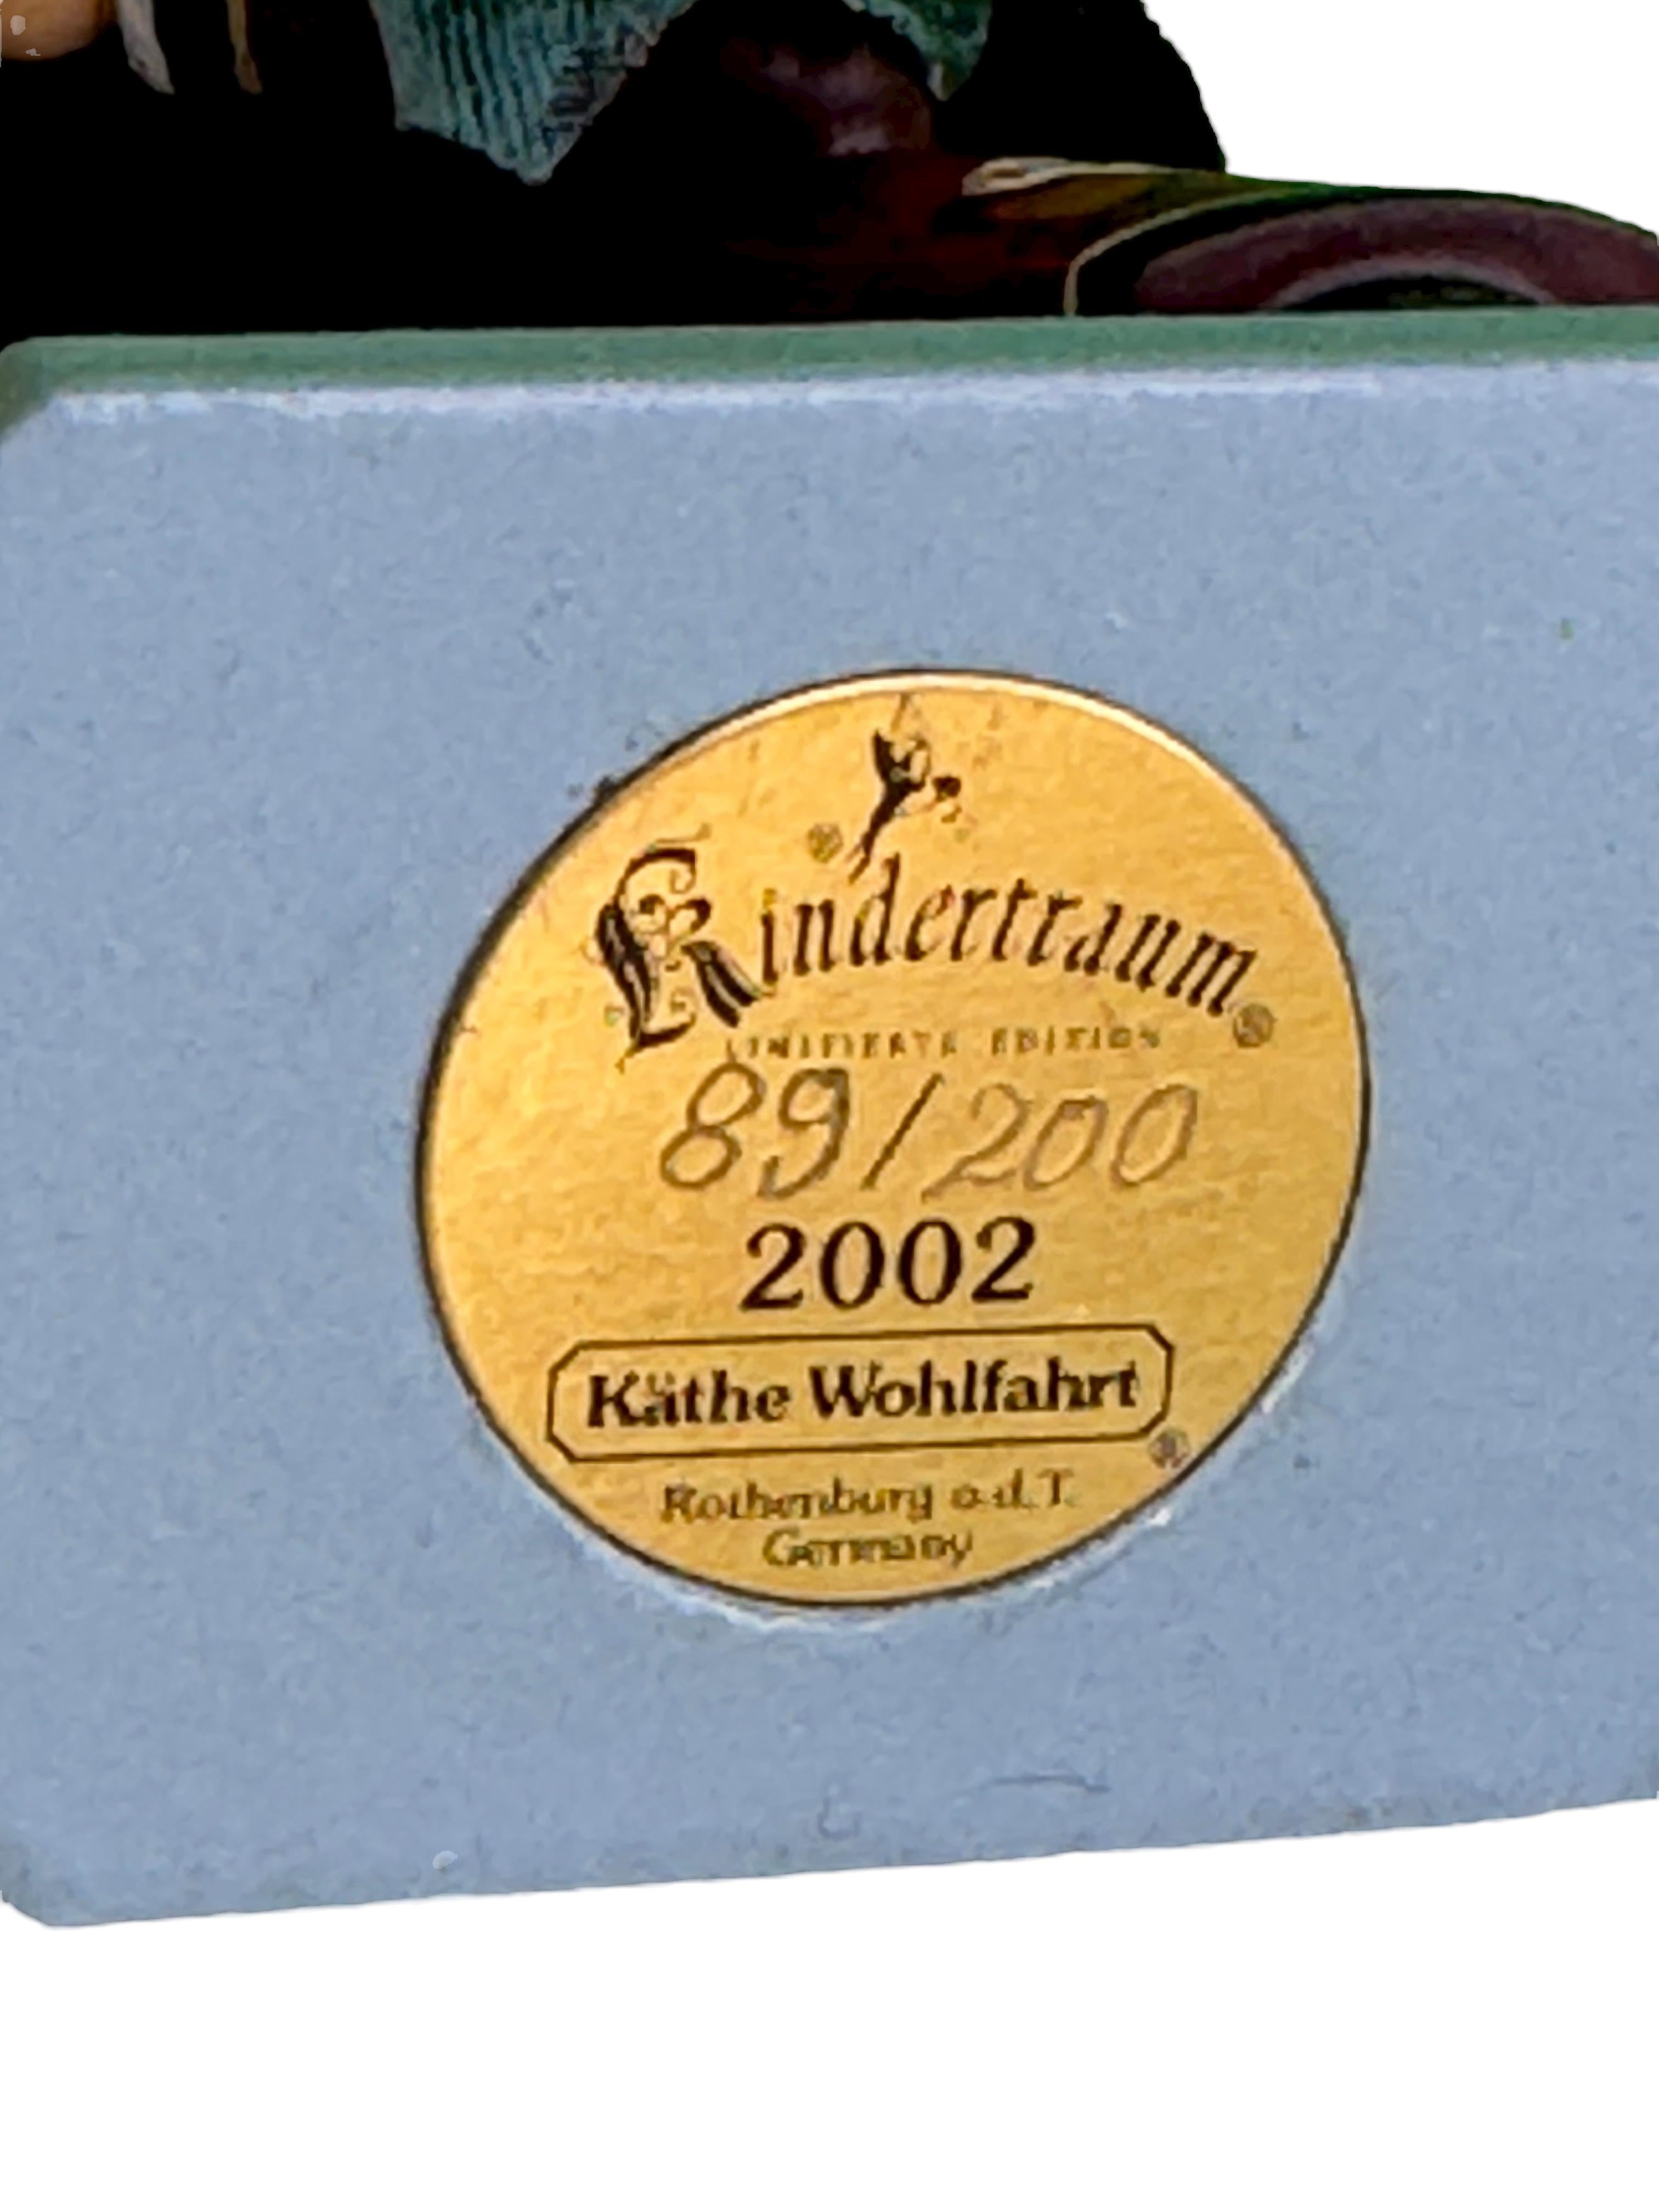 Kindertraum®
LIMITIERTE EDITION
89/200
2002
Käthe Wohlfahrt
®
Rothenburg o.d.T.
Germany